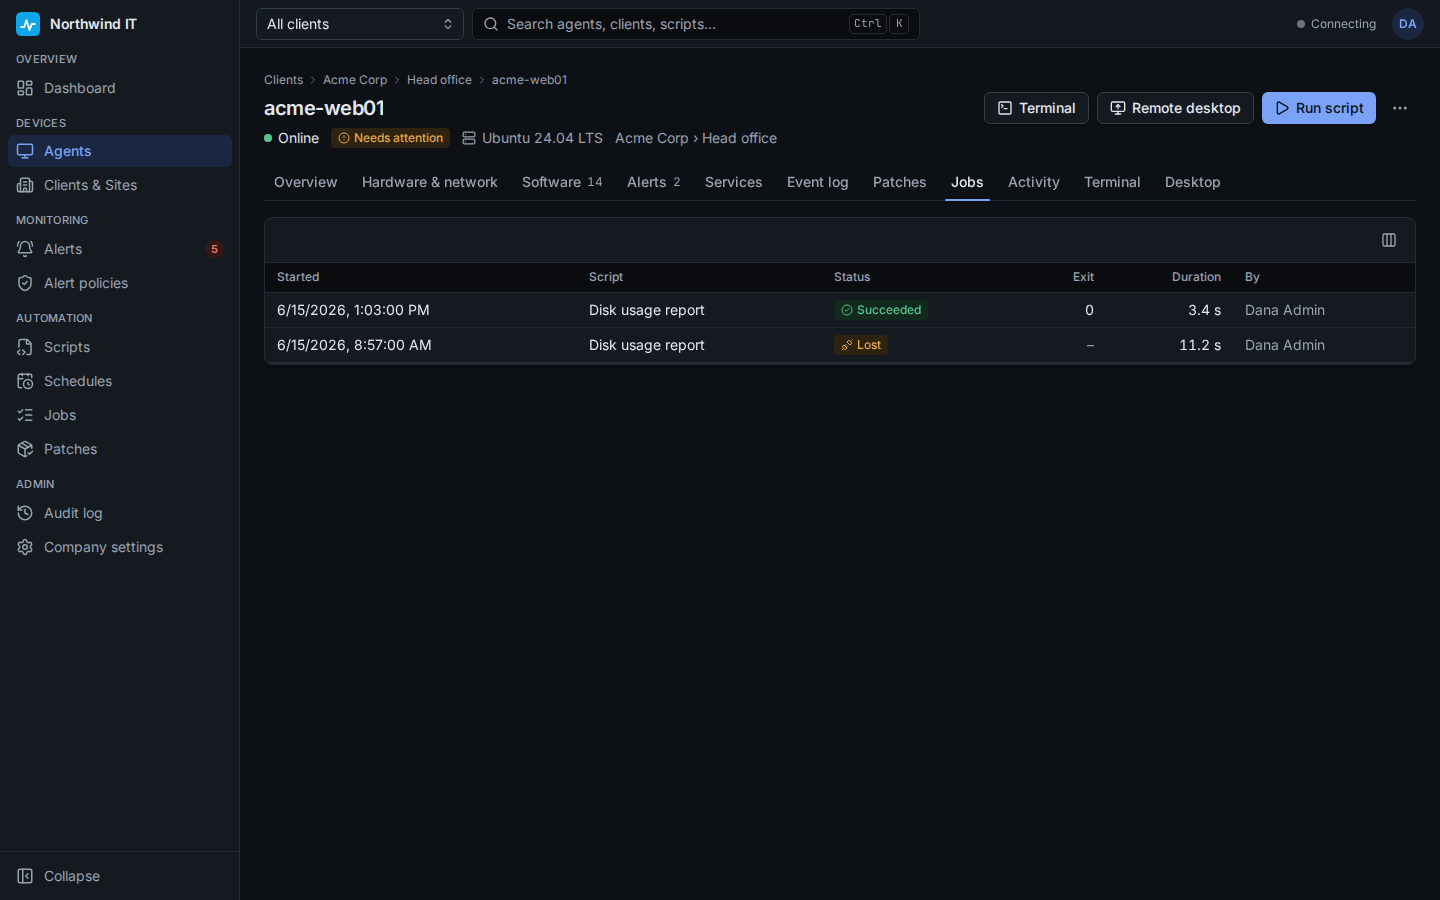 Northwind IT
All clients
Search agents, clients, scripts...
Ctrl K
Connecting
DA
OVERVIEW
Dashboard
DEVICES
Agents
Clients & Sites
MONITORING
Alerts 5
Alert policies
AUTOMATION
Scripts
Schedules
Jobs
Patches
ADMIN
Audit log
Company settings
Collapse
Clients > Acme Corp > Head office > acme-web01
acme-web01
Terminal
Remote desktop
Run script
Online Needs attention Ubuntu 24.04 LTS Acme Corp › Head office
Overview Hardware & network Software 14 Alerts 2 Services Event log Patches Jobs Activity Terminal Desktop
Started Script Status Exit Duration By
6/15/2026, 1:03:00 PM Disk usage report Succeeded 0 3.4 s Dana Admin
6/15/2026, 8:57:00 AM Disk usage report Lost – 11.2 s Dana Admin